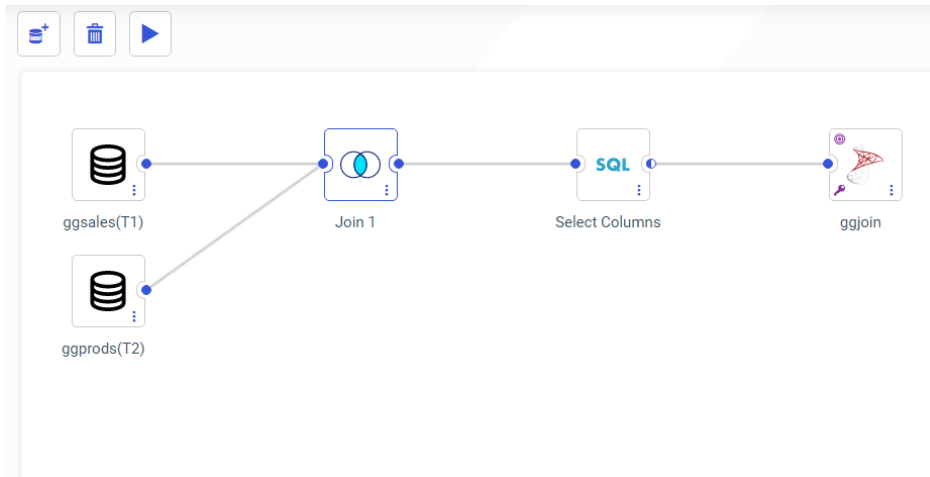 ggsales(T1)
Join 1
SQL
Select Columns
ggjoin
ggprods(T2)